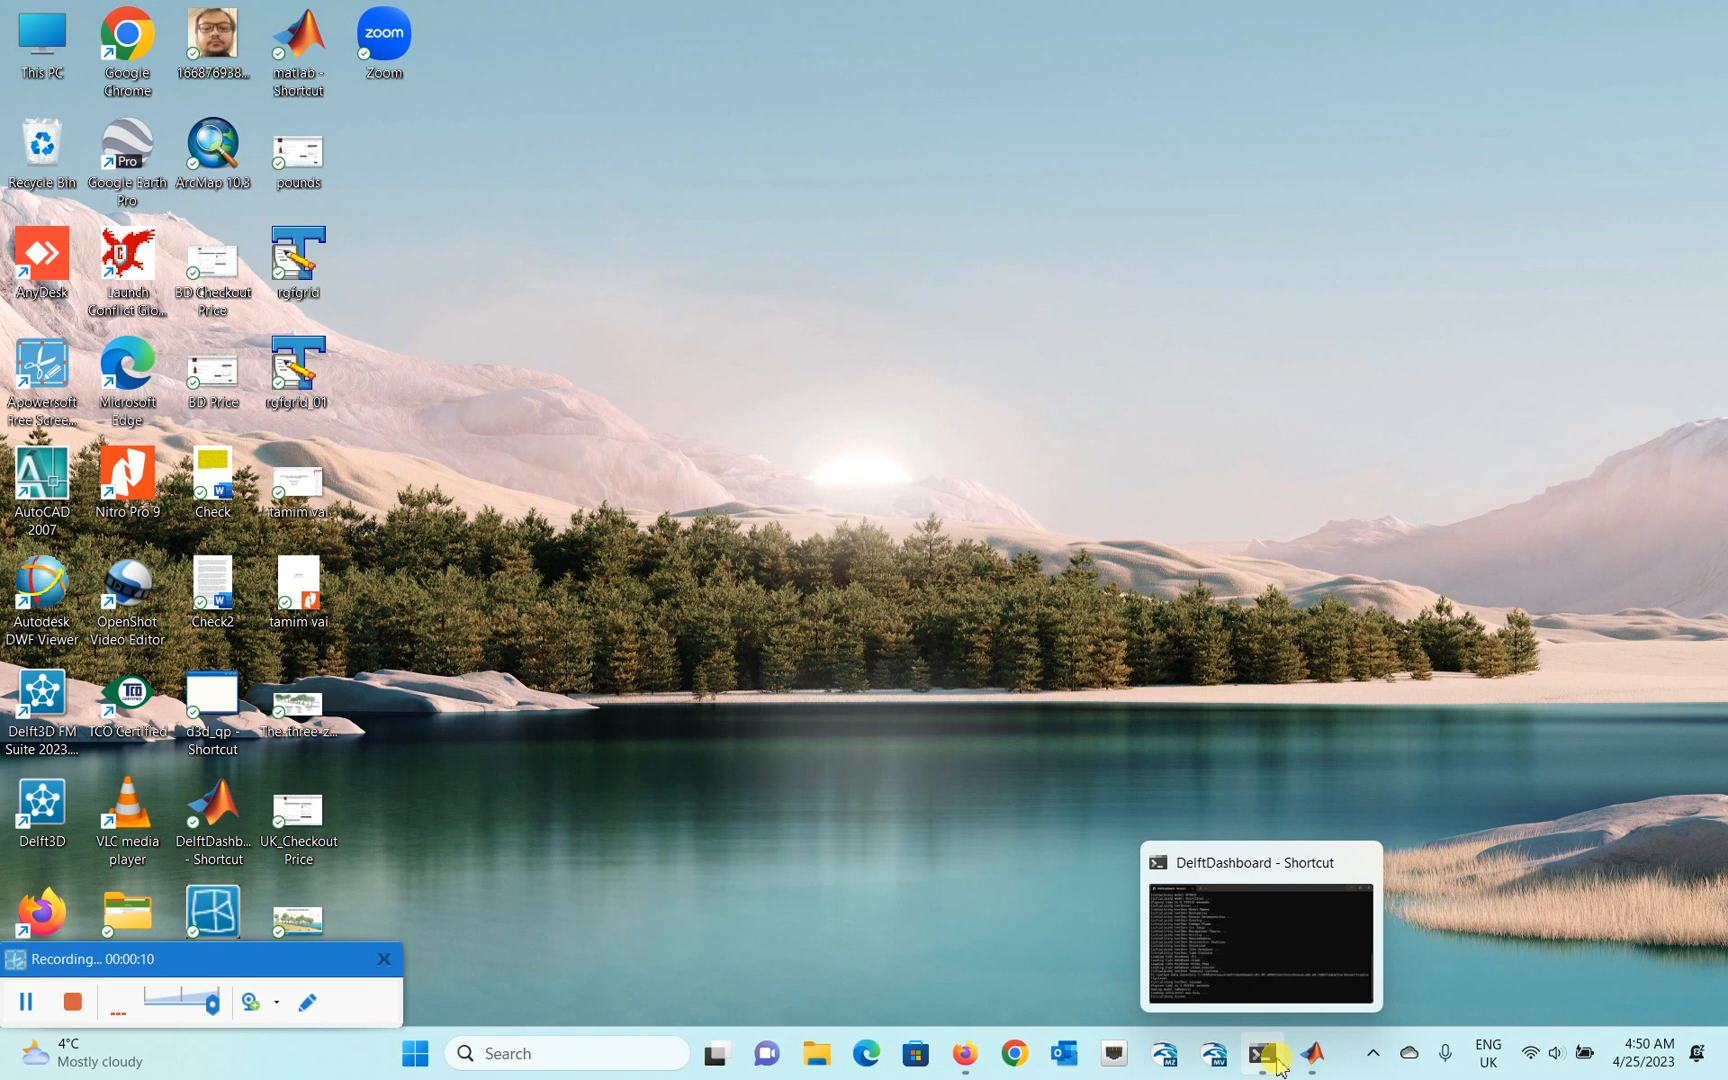 This PC
Google
Chrome
166876938...
matlab -
Shortcut
zoom
Zoom
Recycle Bin
Pro
Google Earth
Pro
ArcMap 10.3
pounds
AnyDesk
Launch
Conflict Glo...
BD Checkout
Price
rgfgrid
Apowersoft
Free Scree...
Microsoft
Edge
BD Price
rgfgrid_01
AutoCAD
2007
Nitro Pro 9
Check
tamim vai
Autodesk
DWF Viewer
OpenShot
Video Editor
Check2
tamim vai
Delft3D FM
Suite 2023....
TCO Certified
d3d_qp -
Shortcut
The-three-z...
Delft3D
VLC media
player
DelftDashb...
- Shortcut
UK_Checkout
Price
Recording... 00:00:10
DelftDashboard - Shortcut
4°C
Mostly cloudy
Search
ENG
UK
4:50 AM
4/25/2023